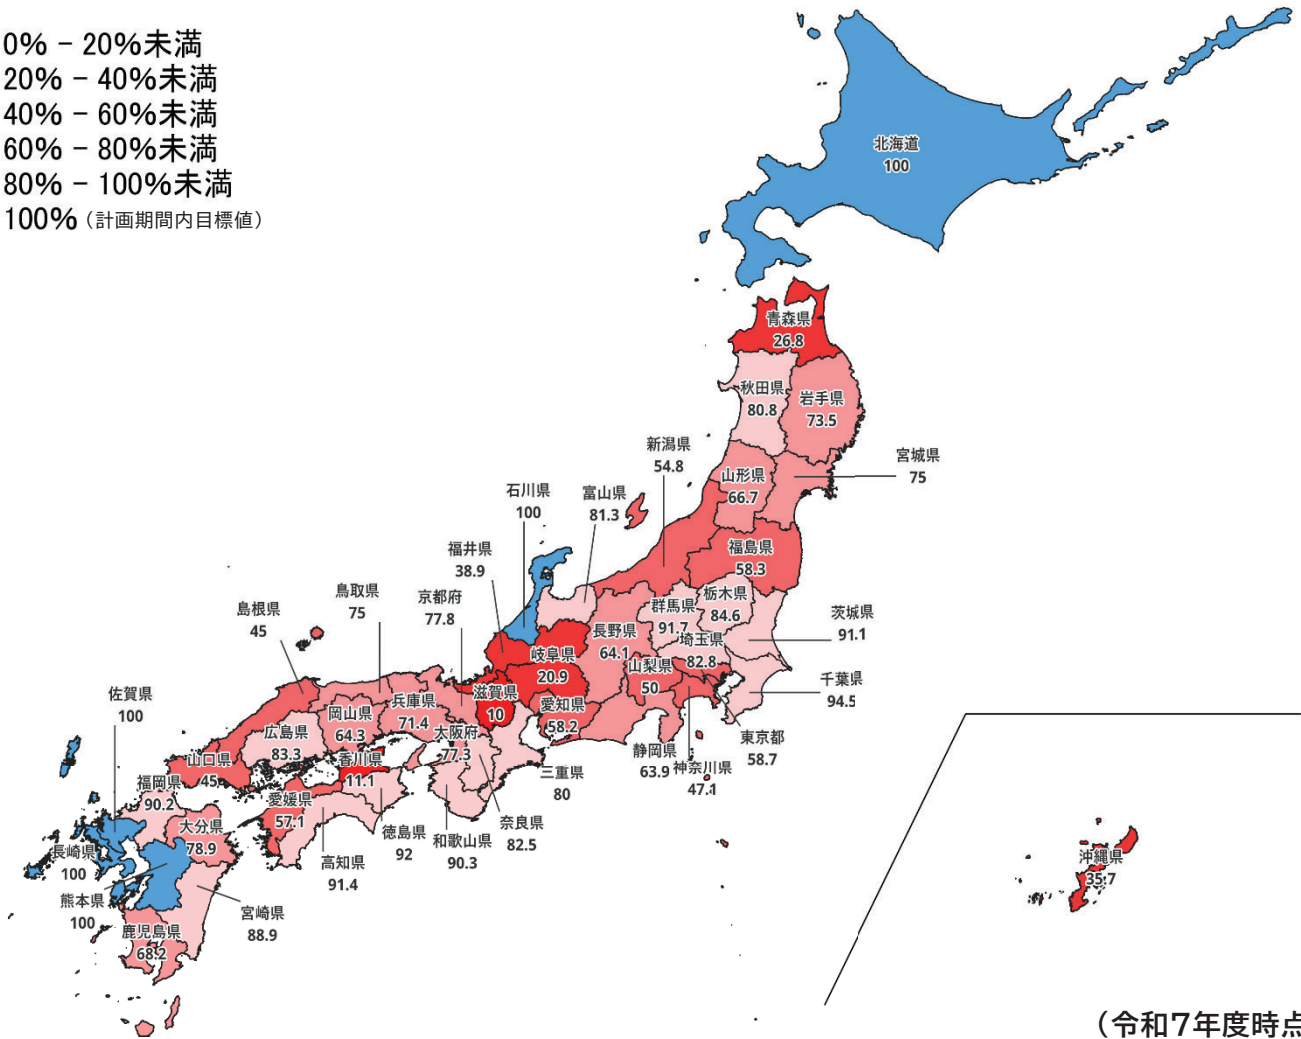 0% - 20%未満
20% - 40%未満
40% - 60%未満
60% - 80%未満
80% - 100%未満
100%（計画期間内目標値）
北海道
100
青森県
26.8
秋田県
80.8
岩手県
73.5
新潟県
54.8
宮城県
75
山形県
66.7
石川県
100
富山県
81.3
福島県
58.3
福井県
38.9
鳥取県
75
京都府
77.8
島根県
45
栃木県
84.6
群馬県
91.7
茨城県
91.1
長野県
64.1
埼玉県
82.8
岐阜県
20.9
山梨県
50
千葉県
94.5
佐賀県
100
滋賀県
10
兵庫県
71.4
愛知県
58.2
岡山県
64.3
広島県
83.3
大阪府
77.3
東京都
58.7
静岡県
63.9
神奈川県
47.1
山口県
45
香川県
11.1
三重県
80
福岡県
90.2
愛媛県
57.1
大分県
78.9
奈良県
82.5
徳島県
92
和歌山県
90.3
長崎県
100
高知県
91.4
沖縄県
35.7
熊本県
100
宮崎県
88.9
鹿児島県
68.2
（令和7年度時点